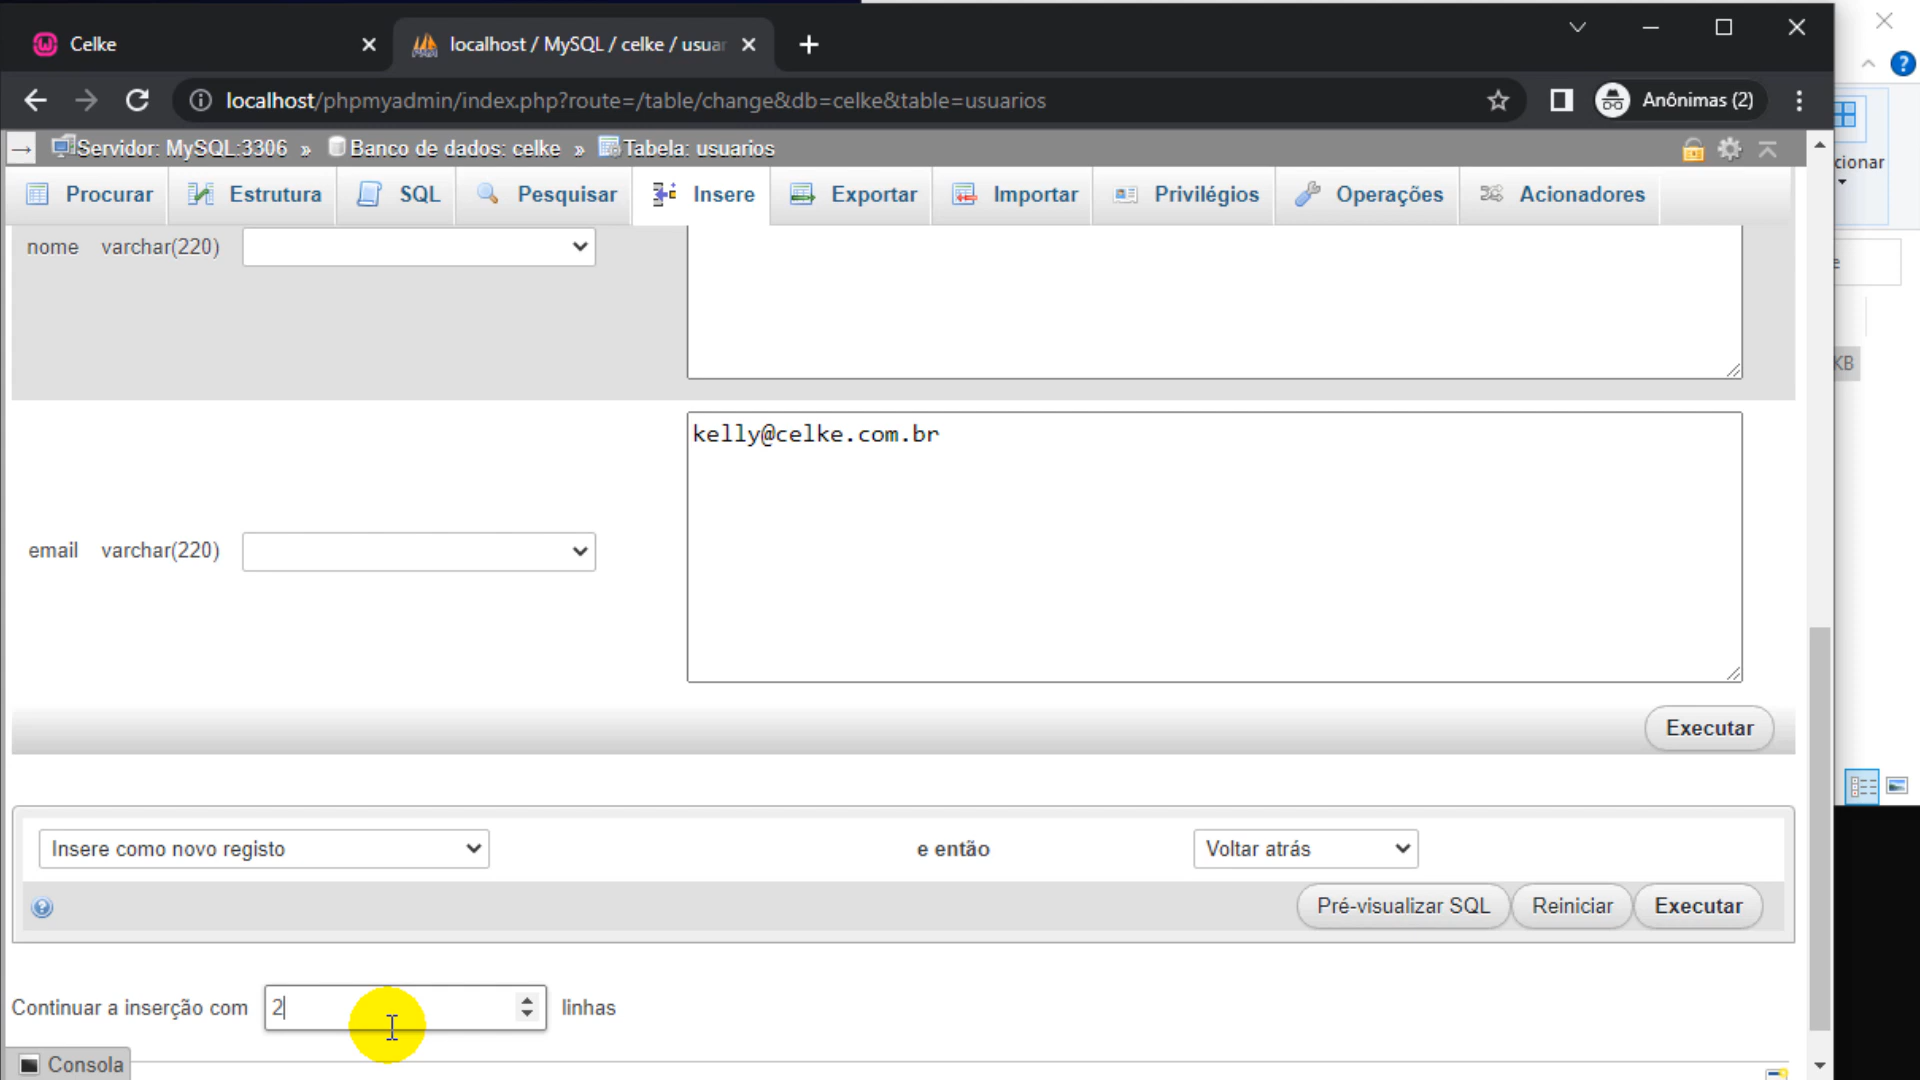 Celke
localhost / MySQL / celke / usuar
localhost/phpmyadmin/index.php?route=/table/change&db=celke&table=usuarios
Anônimas (2)
Servidor: MySQL:3306 » Banco de dados: celke » Tabela: usuarios
cionar
Procurar Estrutura SQL Pesquisar Insere Exportar Importar Privilégios Operações Acionadores
nome varchar(220)
e
KB
kelly@celke.com.br
email varchar(220)
Executar
Insere como novo registo e então Voltar atrás
Pré-visualizar SQL Reiniciar Executar
Continuar a inserção com 2 linhas
Consola